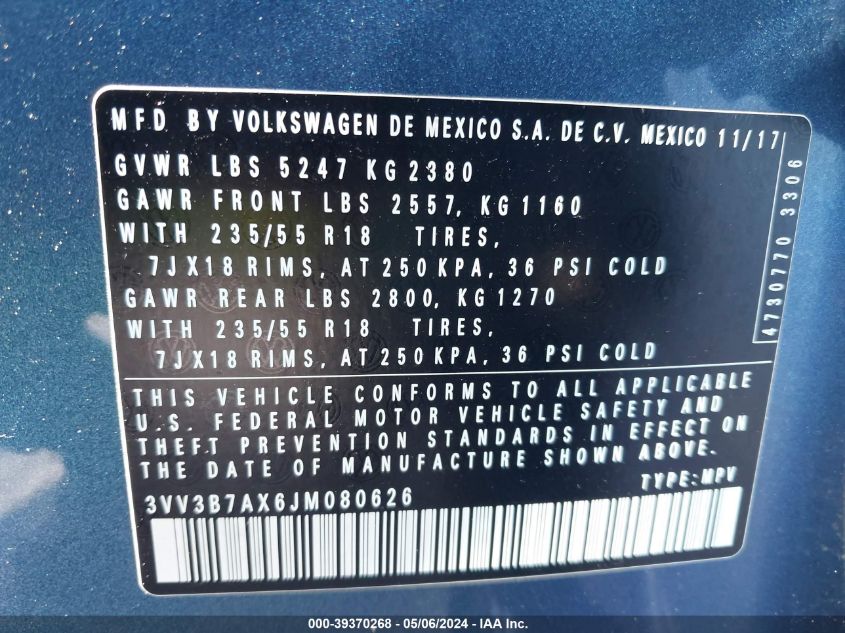 MFD BY VOLKSWAGEN DE MEXICO S.A. DE C.V. MEXICO 11/17
GVWR LBS 5247 KG 2380
GAWR FRONT LBS 2557, KG 1160
WITH 235/55 R18 TIRES,
7JX18 RIMS, AT 250 KPA, 36 PSI COLD
GAWR REAR LBS 2800, KG 1270
WITH 235/55 R18 TIRES,
7JX18 RIMS, AT 250 KPA, 36 PSI COLD
4730770 3306
THIS VEHICLE CONFORMS TO ALL APPLICABLE
U.S. FEDERAL MOTOR VEHICLE SAFETY AND
THEFT PREVENTION STANDARDS IN EFFECT ON
THE DATE OF MANUFACTURE SHOWN ABOVE.
TYPE: MPV
3VV3B7AX6JM080626
000-39370268 - 05/06/2024 - IAA Inc.